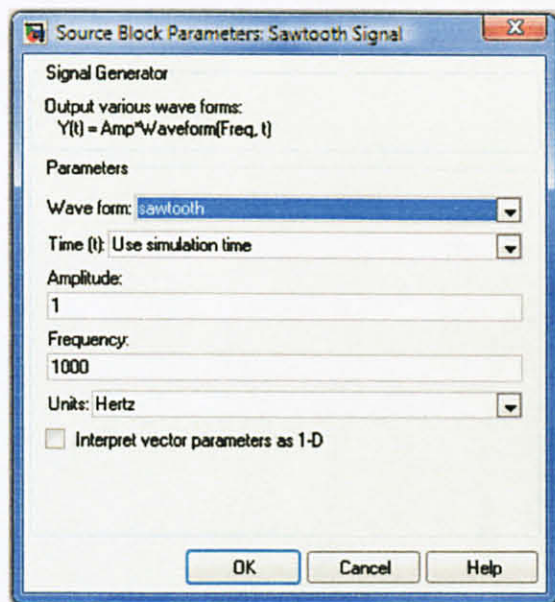 Source Block Parameters: Sawtooth Signal
Signal Generator
Output various wave forms:
Y(t) = Amp*Waveform(Freq, t)
Parameters
Wave form: sawtooth
Time (t): Use simulation time
Amplitude:
1
Frequency:
1000
Units: Hertz
Interpret vector parameters as 1-D
OK Cancel Help